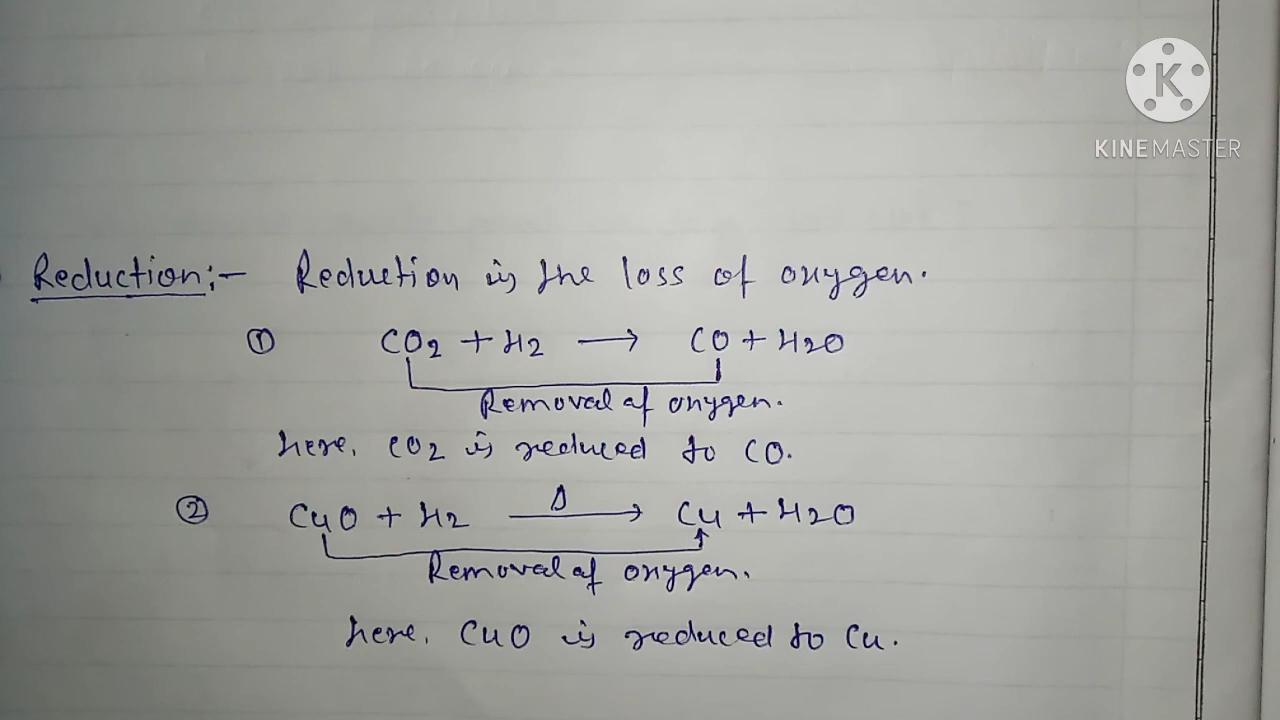 K
KINEMASTER
Reduction:- Reduction is the loss of oxygen.
① CO2 + H2 → CO + H2O
Removal of oxygen.
here, CO2 is reduced to CO.
② CuO + H2 Δ→ Cu + H2O
Removal of oxygen.
here, CuO is reduced to Cu.